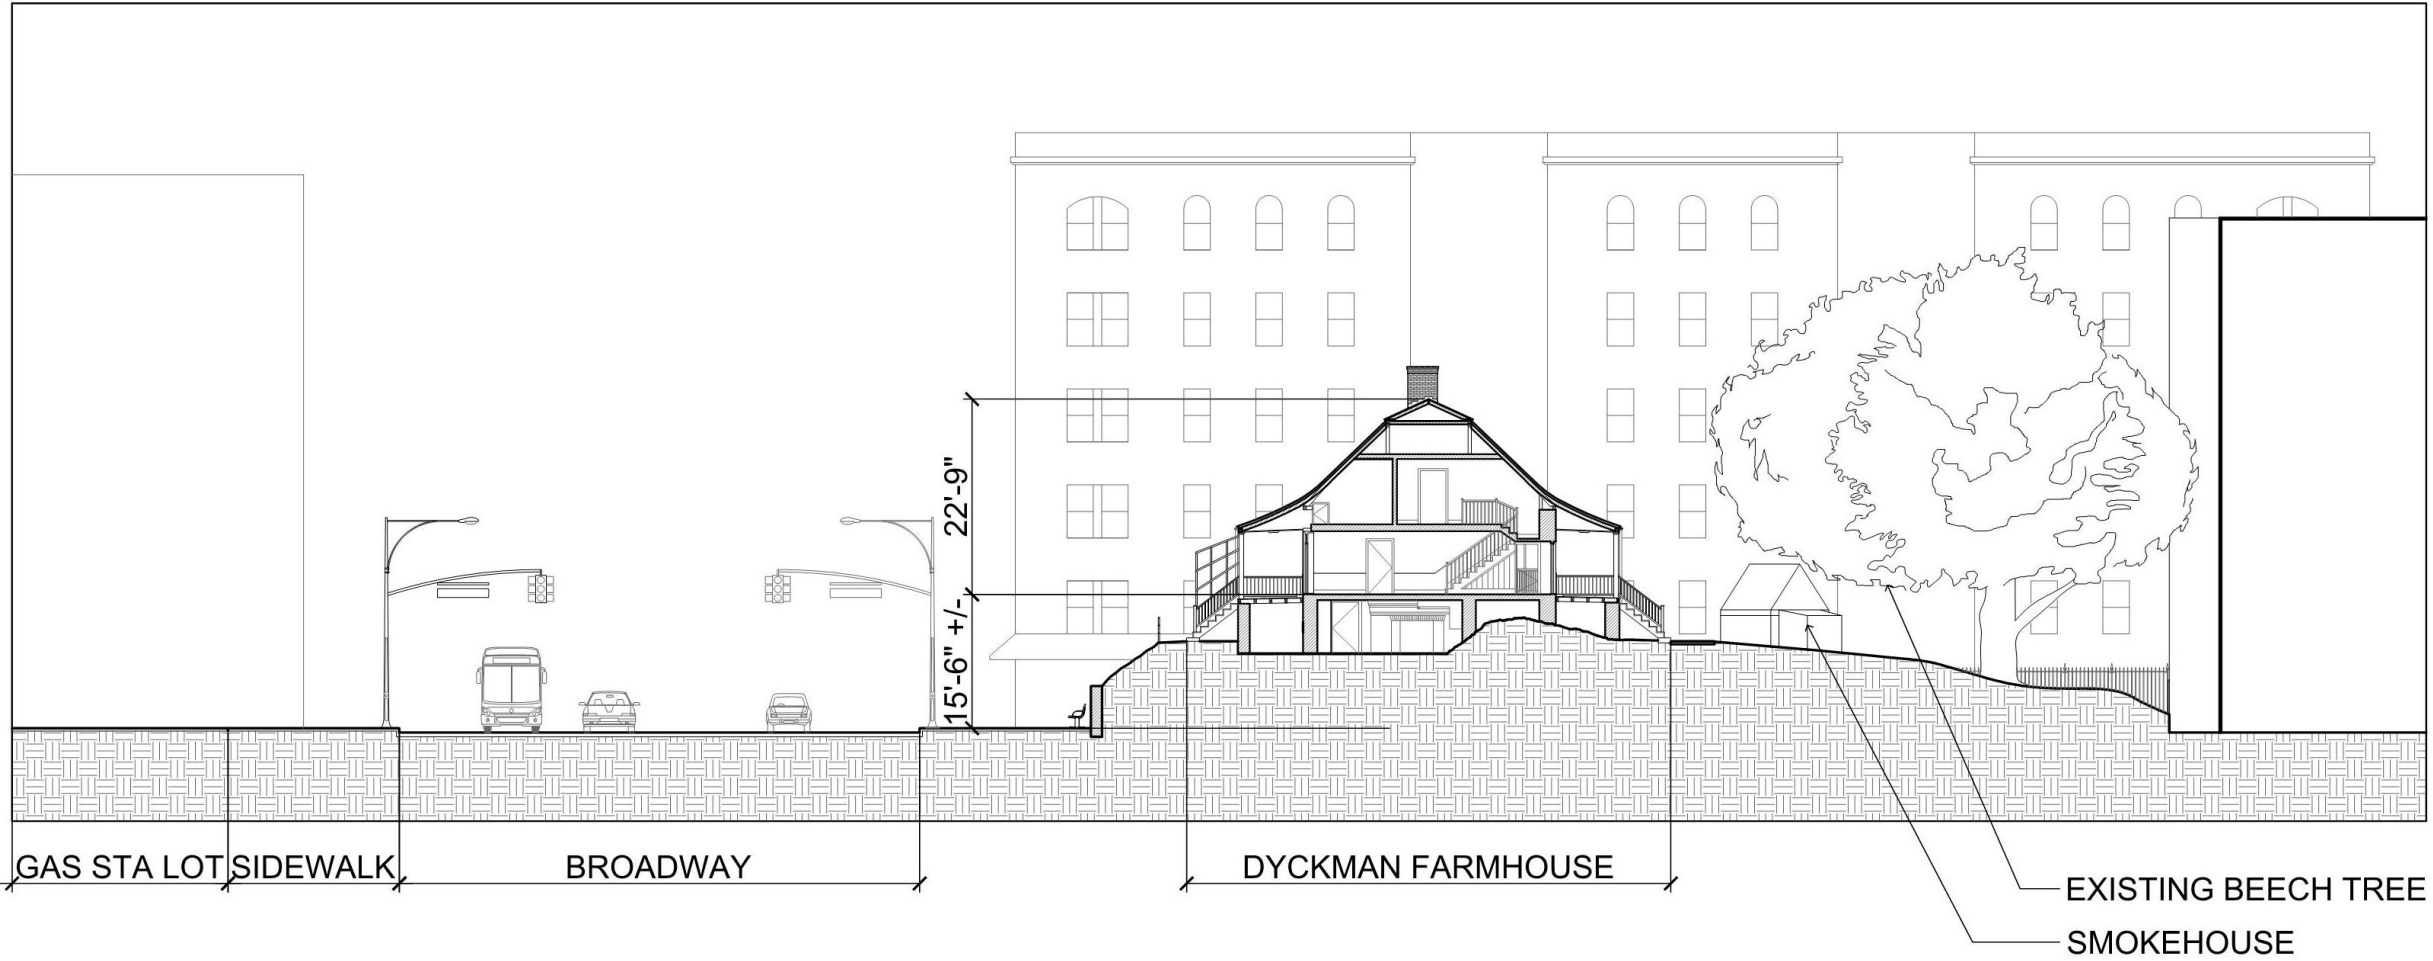 22'-9"
15'-6" +/-
GAS STA LOT
SIDEWALK
BROADWAY
DYCKMAN FARMHOUSE
EXISTING BEECH TREE
SMOKEHOUSE